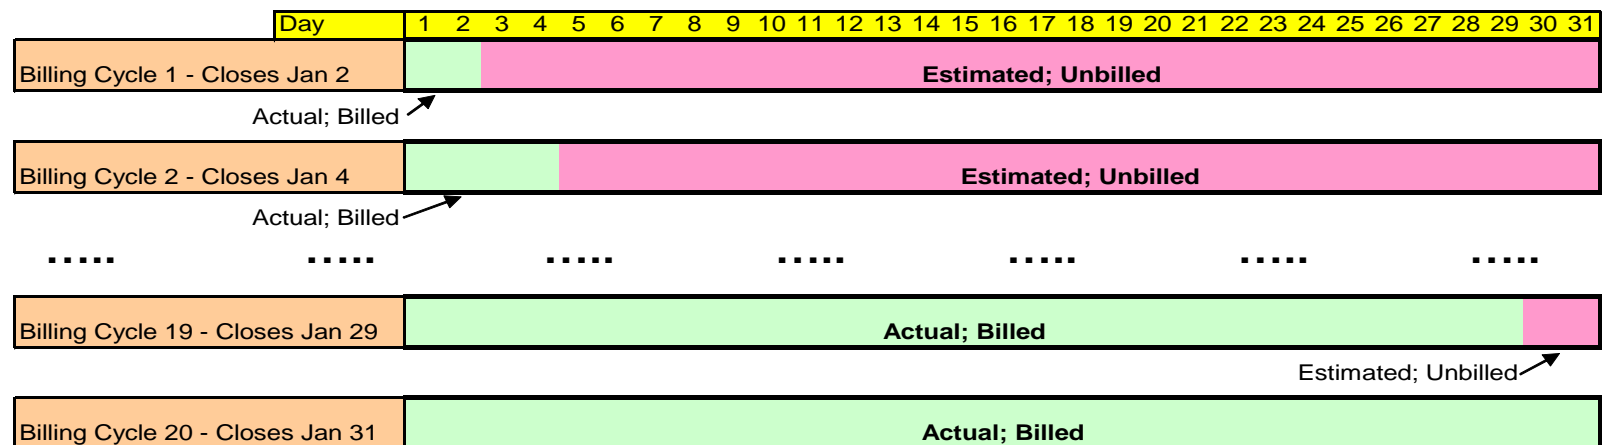 Day 1 2 3 4 5 6 7 8 9 10 11 12 13 14 15 16 17 18 19 20 21 22 23 24 25 26 27 28 29 30 31
Billing Cycle 1 - Closes Jan 2 Estimated; Unbilled
Actual; Billed
Billing Cycle 2 - Closes Jan 4 Estimated; Unbilled
Actual; Billed
..... ..... ..... ..... ..... ..... .....
Billing Cycle 19 - Closes Jan 29 Actual; Billed
Estimated; Unbilled
Billing Cycle 20 - Closes Jan 31 Actual; Billed